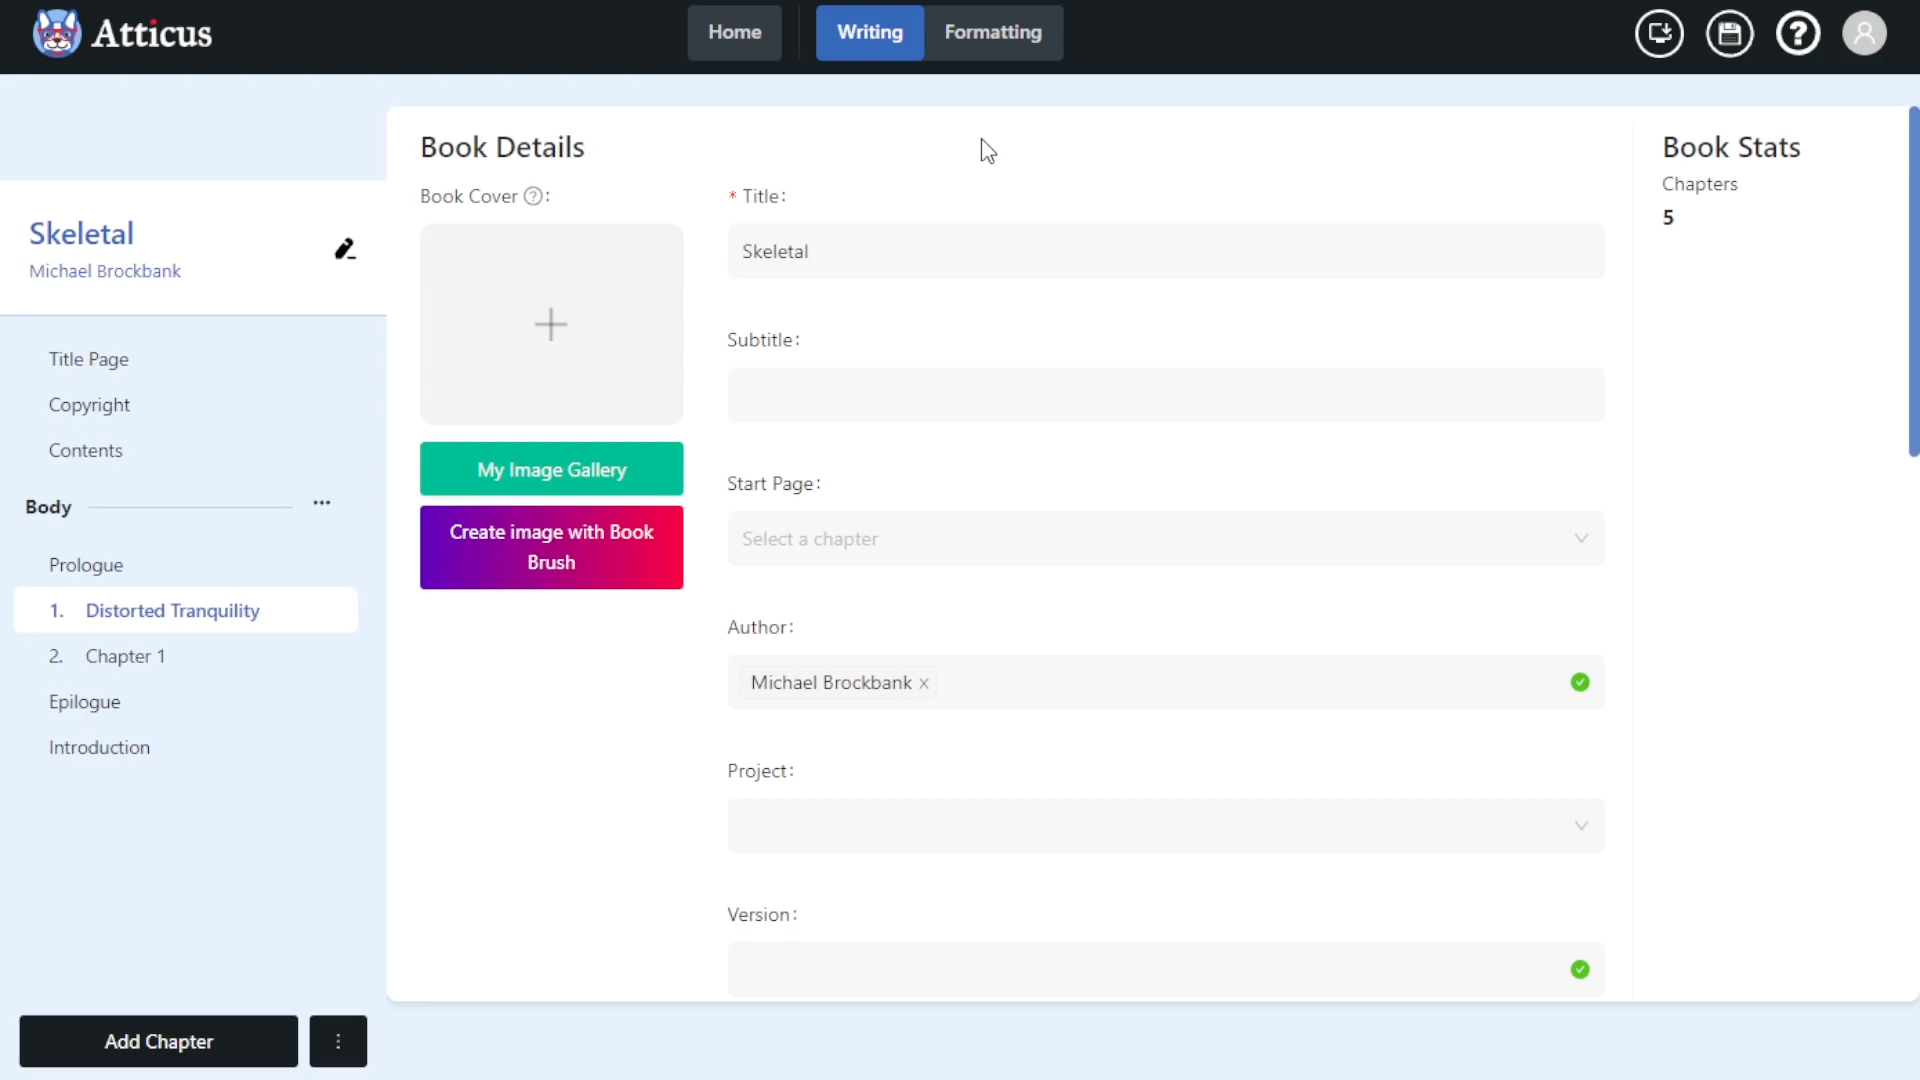 Atticus
Home
Writing
Formatting
?
Skeletal
Michael Brockbank
Title Page
Copyright
Contents
Body
Prologue
1. Distorted Tranquility
2. Chapter 1
Epilogue
Introduction
Add Chapter
Book Details
Book Cover ?:
My Image Gallery
Create image with Book
Brush
* Title:
Skeletal
Subtitle:
Start Page:
Select a chapter
Author:
Michael Brockbank ×
Project:
Version:
Book Stats
Chapters
5